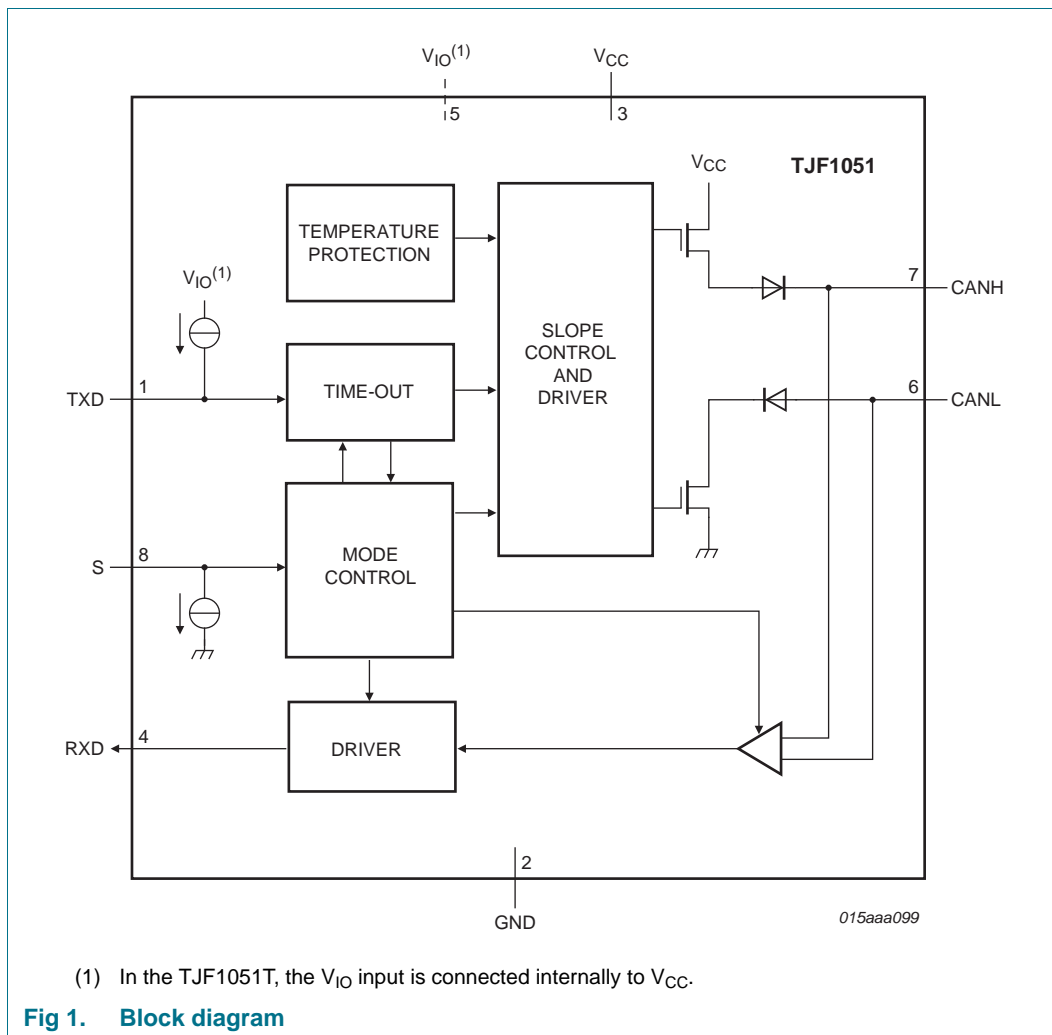 VIO(1)
VCC
5
3
VCC
TJF1051
TEMPERATURE
PROTECTION
VIO(1)
7
CANH
SLOPE
CONTROL
AND
DRIVER
TXD
1
TIME-OUT
6
CANL
S
8
MODE
CONTROL
RXD
4
DRIVER
2
GND
015aaa099
(1) In the TJF1051T, the VIO input is connected internally to VCC.
Fig 1. Block diagram